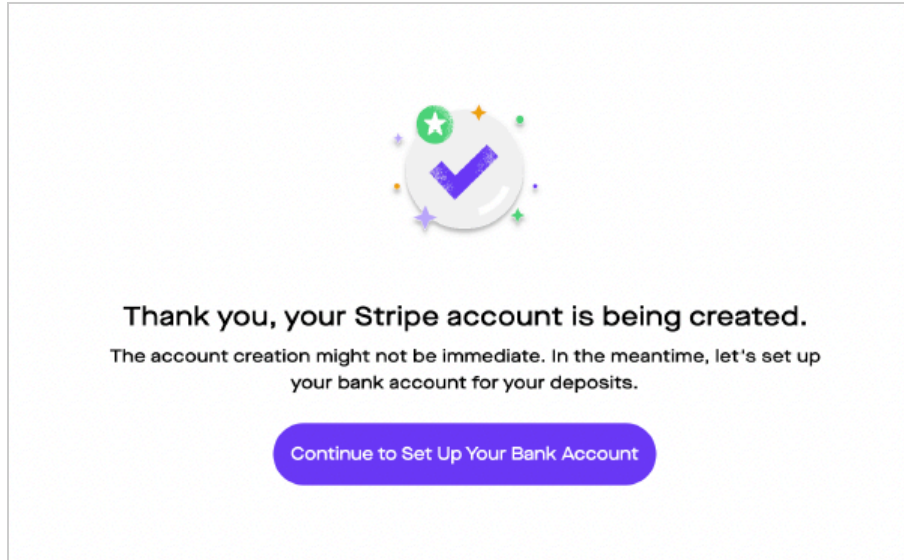 Thank you, your Stripe account is being created.
The account creation might not be immediate. In the meantime, let's set up
your bank account for your deposits.
Continue to Set Up Your Bank Account